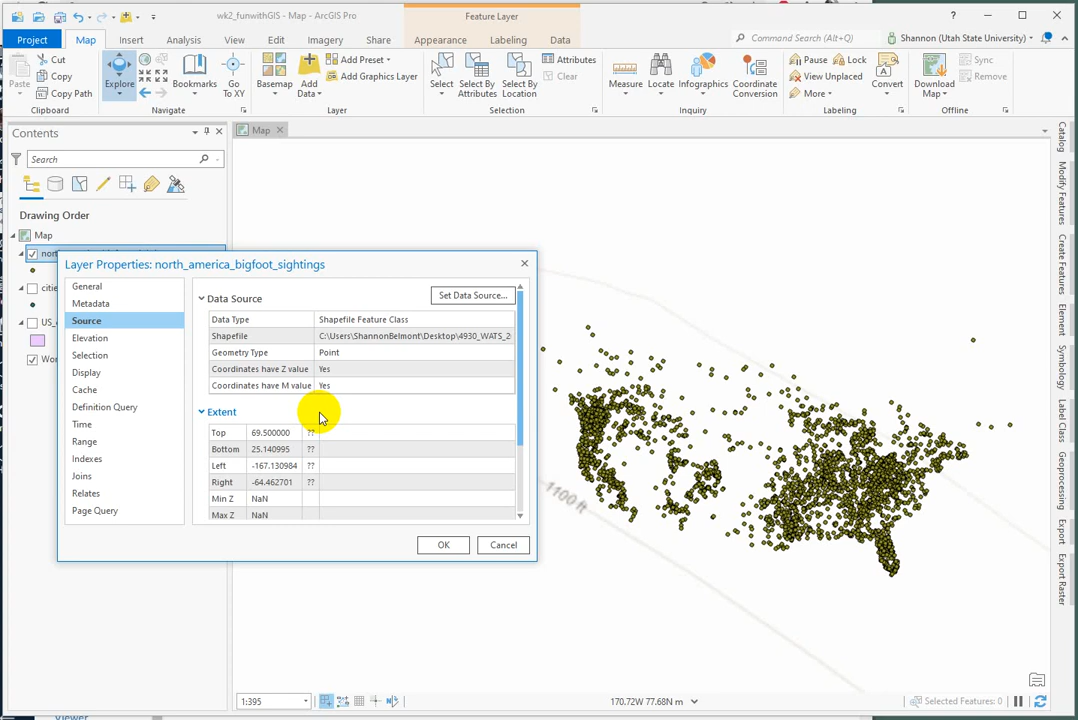 wk2_funwithGIS - Map - ArcGIS Pro
Feature Layer
?
Project Map Insert Analysis View Edit Imagery Share Appearance Labeling Data
Command Search (Alt+Q)
Shannon (Utah State University)
Paste
Cut
Copy
Copy Path
Clipboard
Explore
Bookmarks
Go
To XY
Navigate
Basemap
Add
Data
Add Preset
Add Graphics Layer
Layer
Select
Select By
Attributes
Select By
Location
Attributes
Clear
Selection
Measure
Locate
Infographics
Coordinate
Conversion
Inquiry
Pause
Lock
View Unplaced
More
Convert
Labeling
Download
Map
Sync
Remove
Offline
Contents
Search
Drawing Order
Map
Map
citie
US_
Wor
Layer Properties: north_america_bigfoot_sightings
General
Metadata
Source
Elevation
Selection
Display
Cache
Definition Query
Time
Range
Indexes
Joins
Relates
Page Query
Data Source
Set Data Source...
Data Type Shapefile Feature Class
Shapefile C:\Users\ShannonBelmont\Desktop\4930_WATS_2
Geometry Type Point
Coordinates have Z value Yes
Coordinates have M value Yes
Extent
Top 69.500000 ??
Bottom 25.140995 ??
Left -167.130984 ??
Right -64.462701 ??
Min Z NaN
Max Z NaN
OK
Cancel
1100 ft
Catalog
Modify Features
Create Features
Element
Symbology
Label Class
Geoprocessing
Export
Export Raster
1:395
170.72W 77.68N
Selected Features: 0
Viewer